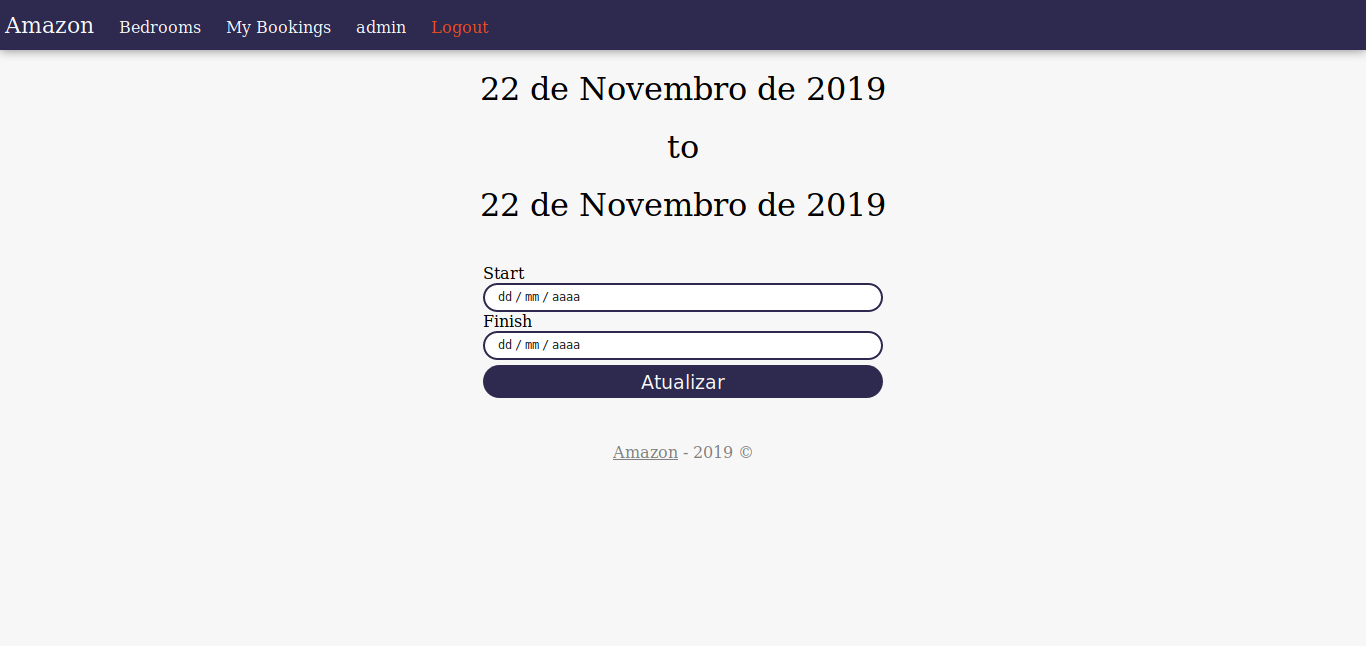 Amazon Bedrooms My Bookings admin Logout
22 de Novembro de 2019
to
22 de Novembro de 2019
Start
dd / mm / aaaa
Finish
dd / mm / aaaa
Atualizar
Amazon - 2019 ©